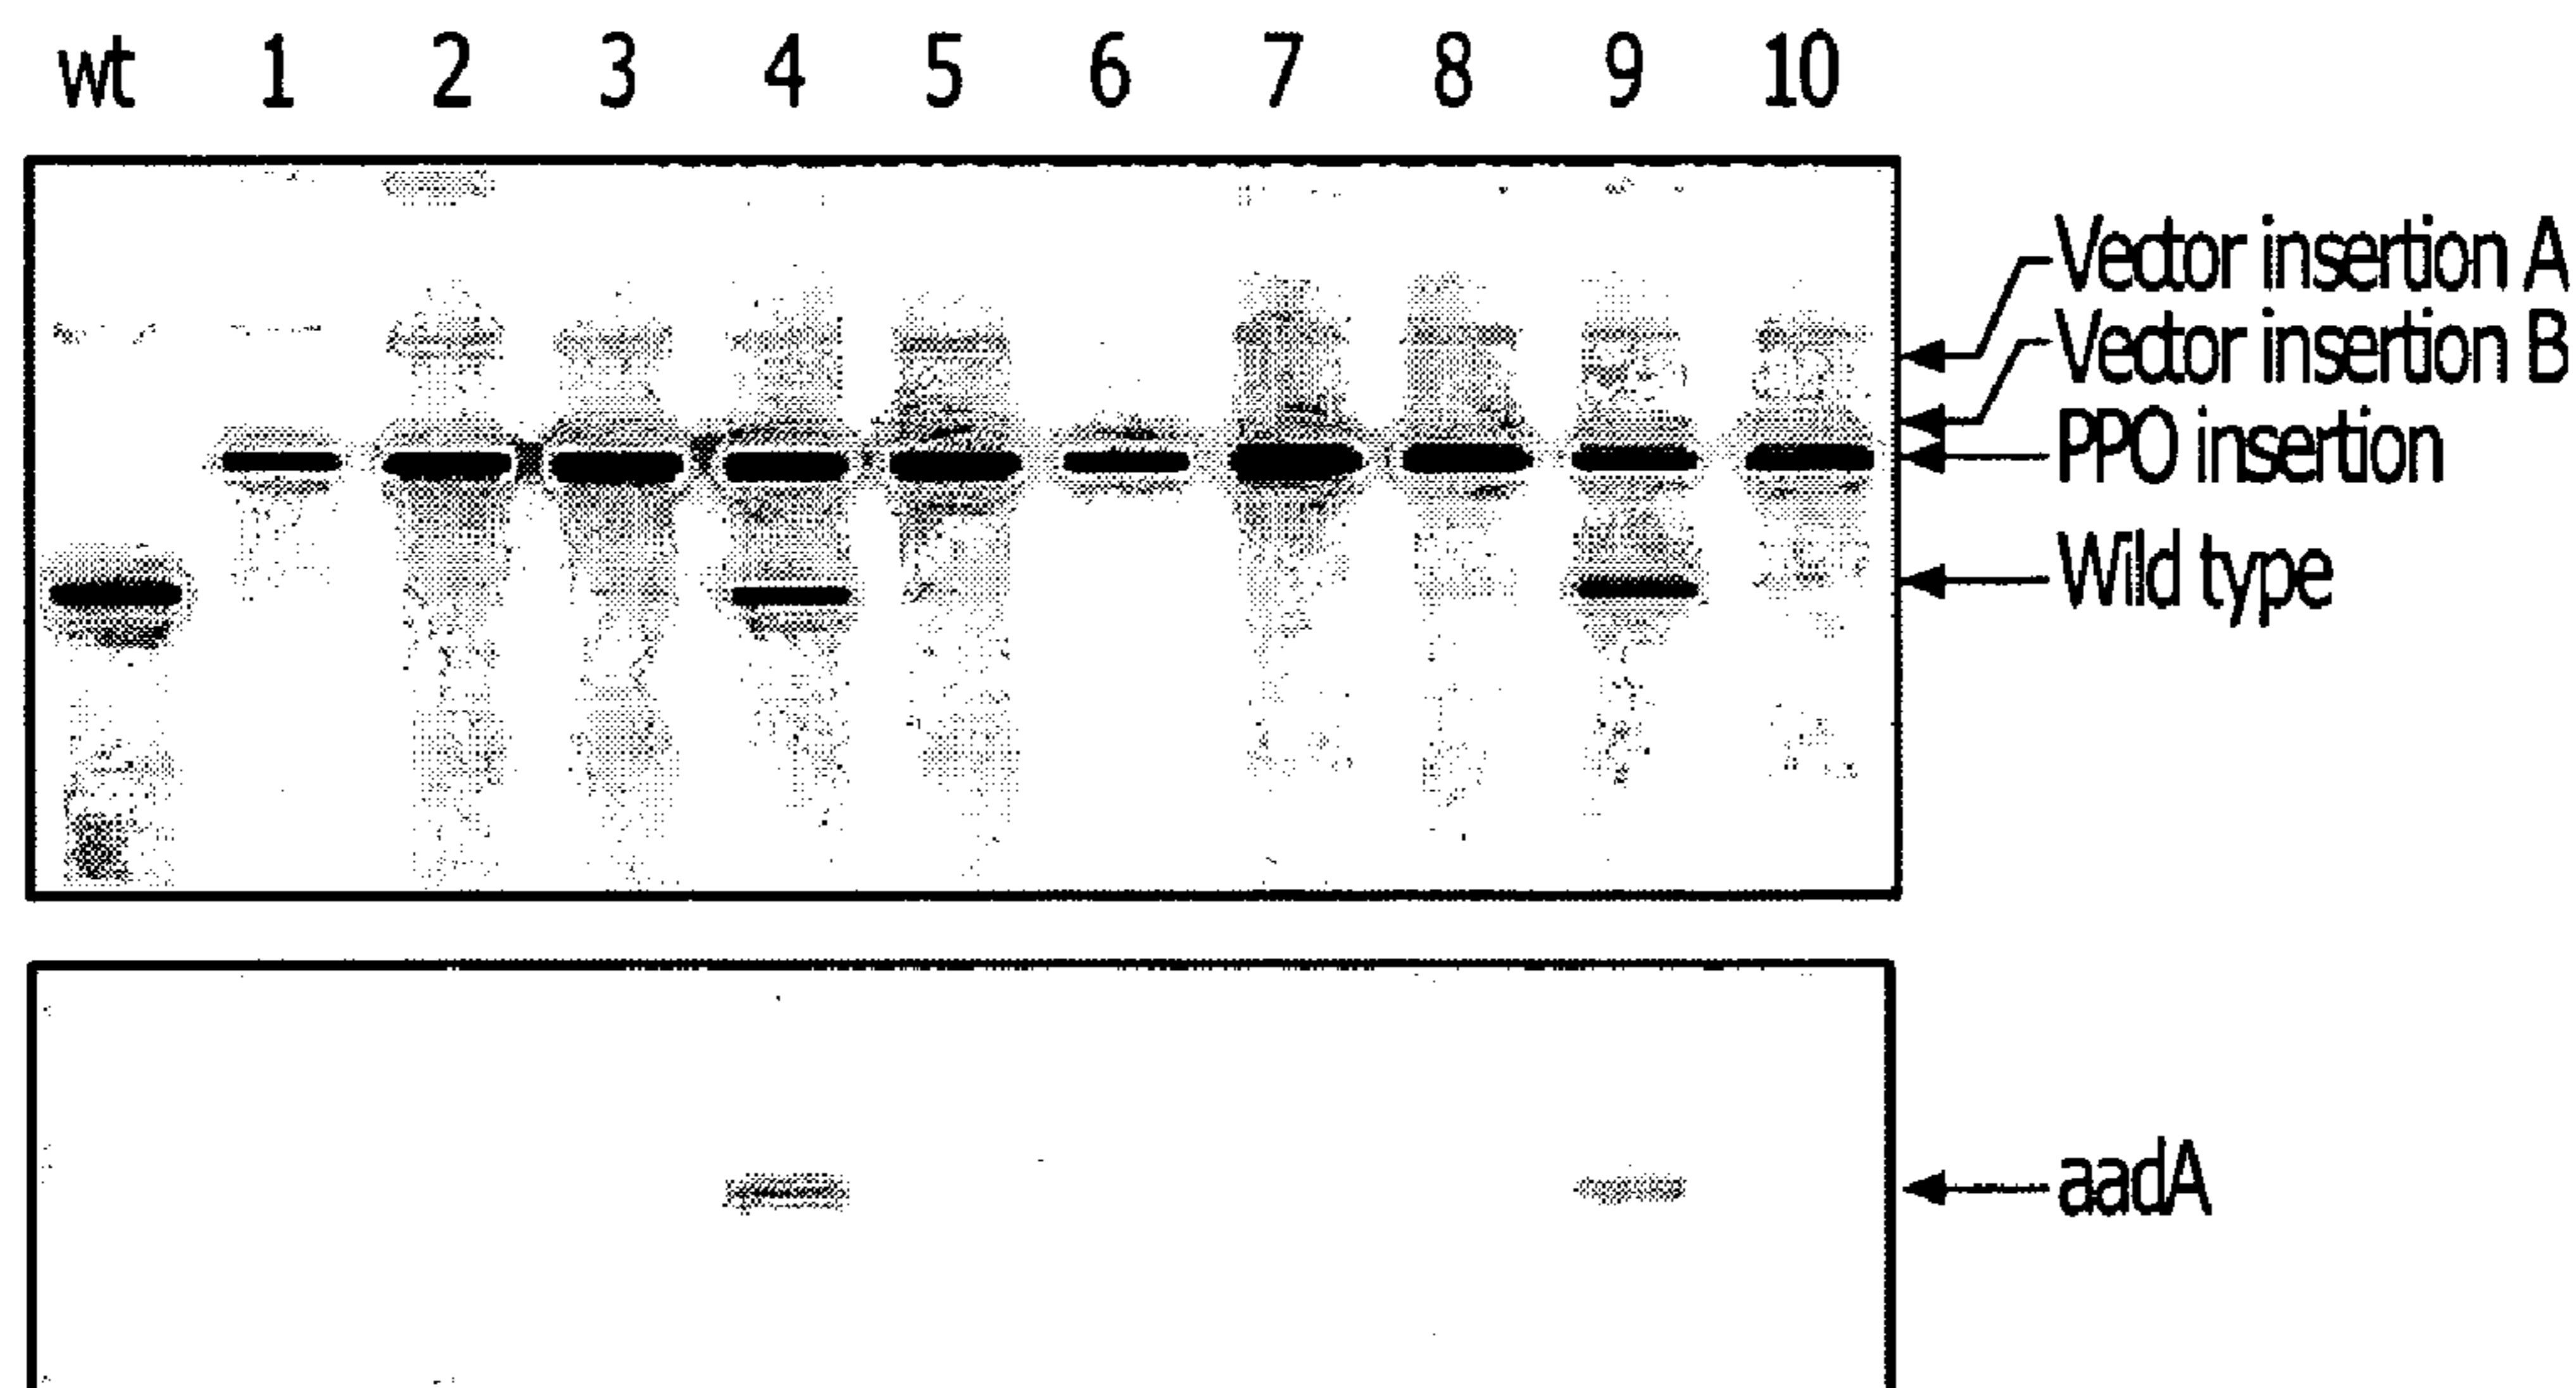 wt 1 2 3 4 5 6 7 8 9 10
Vector insertion A
Vector insertion B
PPO insertion
Wild type
aadA